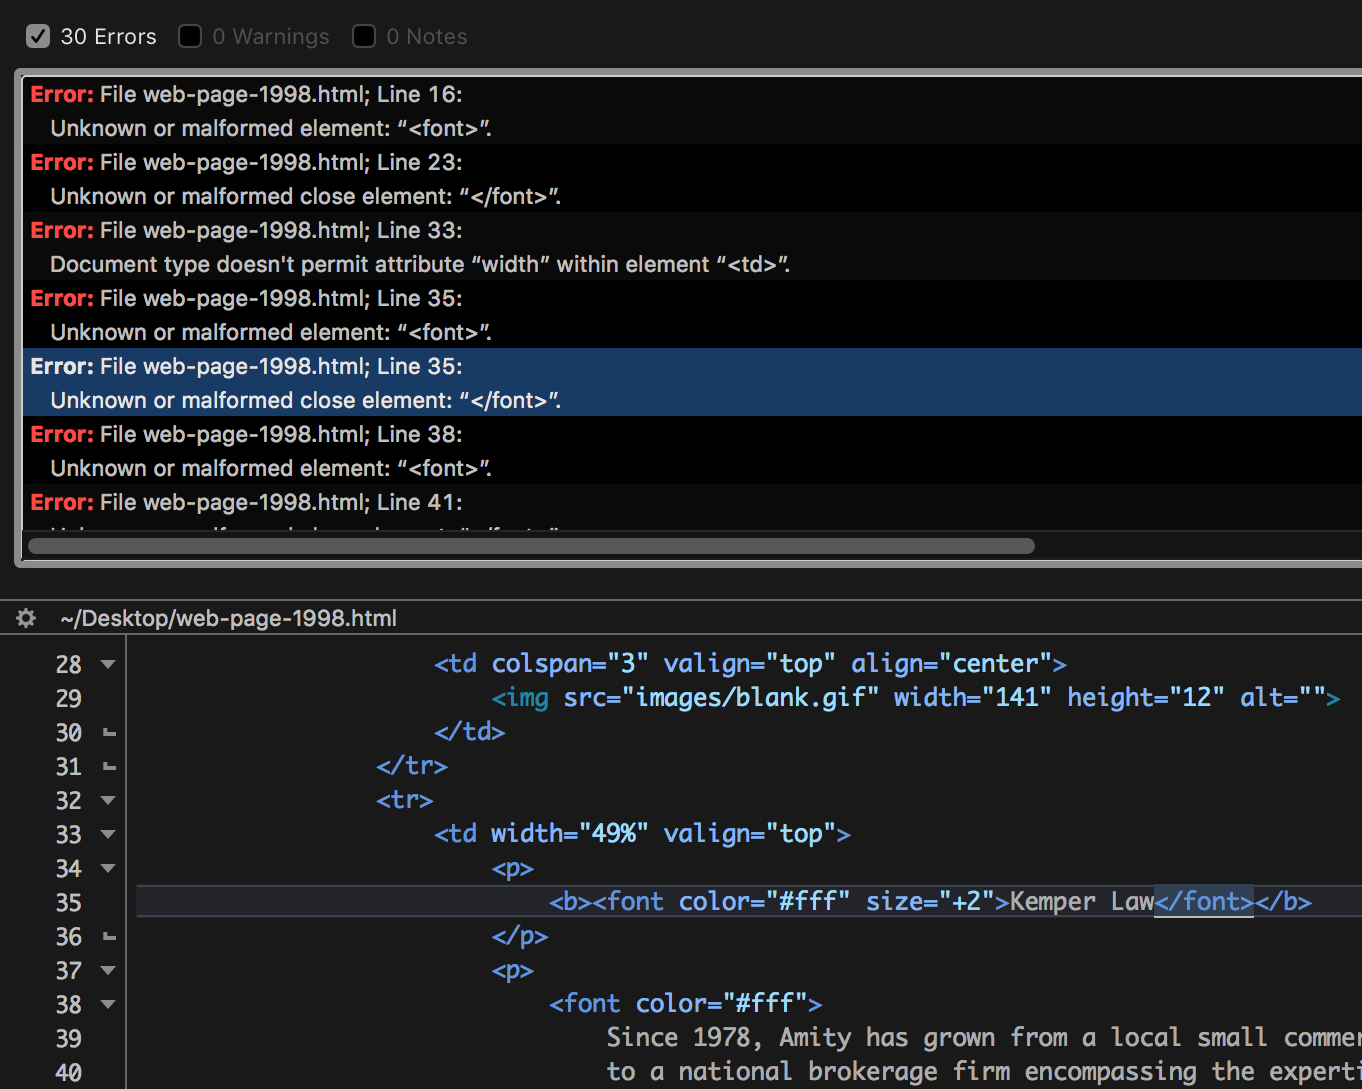 30 Errors 0 Warnings 0 Notes
Error: File web-page-1998.html; Line 16:
Unknown or malformed element: “<font>”.
Error: File web-page-1998.html; Line 23:
Unknown or malformed close element: “</font>”.
Error: File web-page-1998.html; Line 33:
Document type doesn't permit attribute “width” within element “<td>”.
Error: File web-page-1998.html; Line 35:
Unknown or malformed element: “<font>”.
Error: File web-page-1998.html; Line 35:
Unknown or malformed close element: “</font>”.
Error: File web-page-1998.html; Line 38:
Unknown or malformed element: “<font>”.
Error: File web-page-1998.html; Line 41:
~/Desktop/web-page-1998.html
28 <td colspan="3" valign="top" align="center">
29 <img src="images/blank.gif" width="141" height="12" alt="">
30 </td>
31 </tr>
32 <tr>
33 <td width="49%" valign="top">
34 <p>
35 <b><font color="#fff" size="+2">Kemper Law</font></b>
36 </p>
37 <p>
38 <font color="#fff">
39 Since 1978, Amity has grown from a local small
40 to a national brokerage firm encompassing the